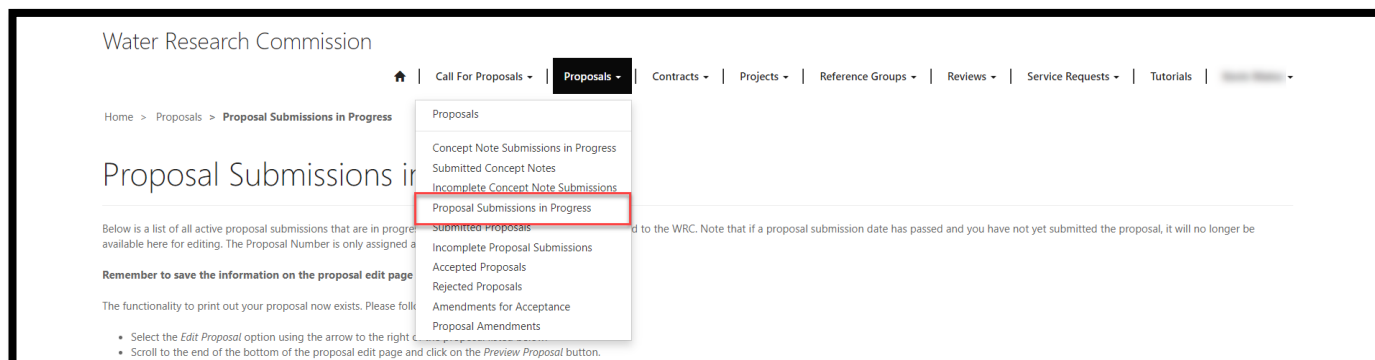 Water Research Commission
Call For Proposals Proposals Contracts Projects Reference Groups Reviews Service Requests Tutorials
Home > Proposals > Proposal Submissions in Progress
Proposals
Concept Note Submissions in Progress
Submitted Concept Notes
Incomplete Concept Note Submissions
Proposal Submissions in Progress
Submitted Proposals
Incomplete Proposal Submissions
Accepted Proposals
Rejected Proposals
Amendments for Acceptance
Proposal Amendments
Proposal Submissions
Below is a list of all active proposal submissions that are in d to the WRC. Note that if a proposal submission date has passed and you have not yet submitted the proposal, it will no longer be
available here for editing. The Proposal Number is only assigned
Remember to save the information on the proposal edit page
The functionality to print out your proposal now exists. Please
• Select the Edit Proposal option using the arrow to the right
• Scroll to the end of the bottom of the proposal edit page and click on the Preview Proposal button.